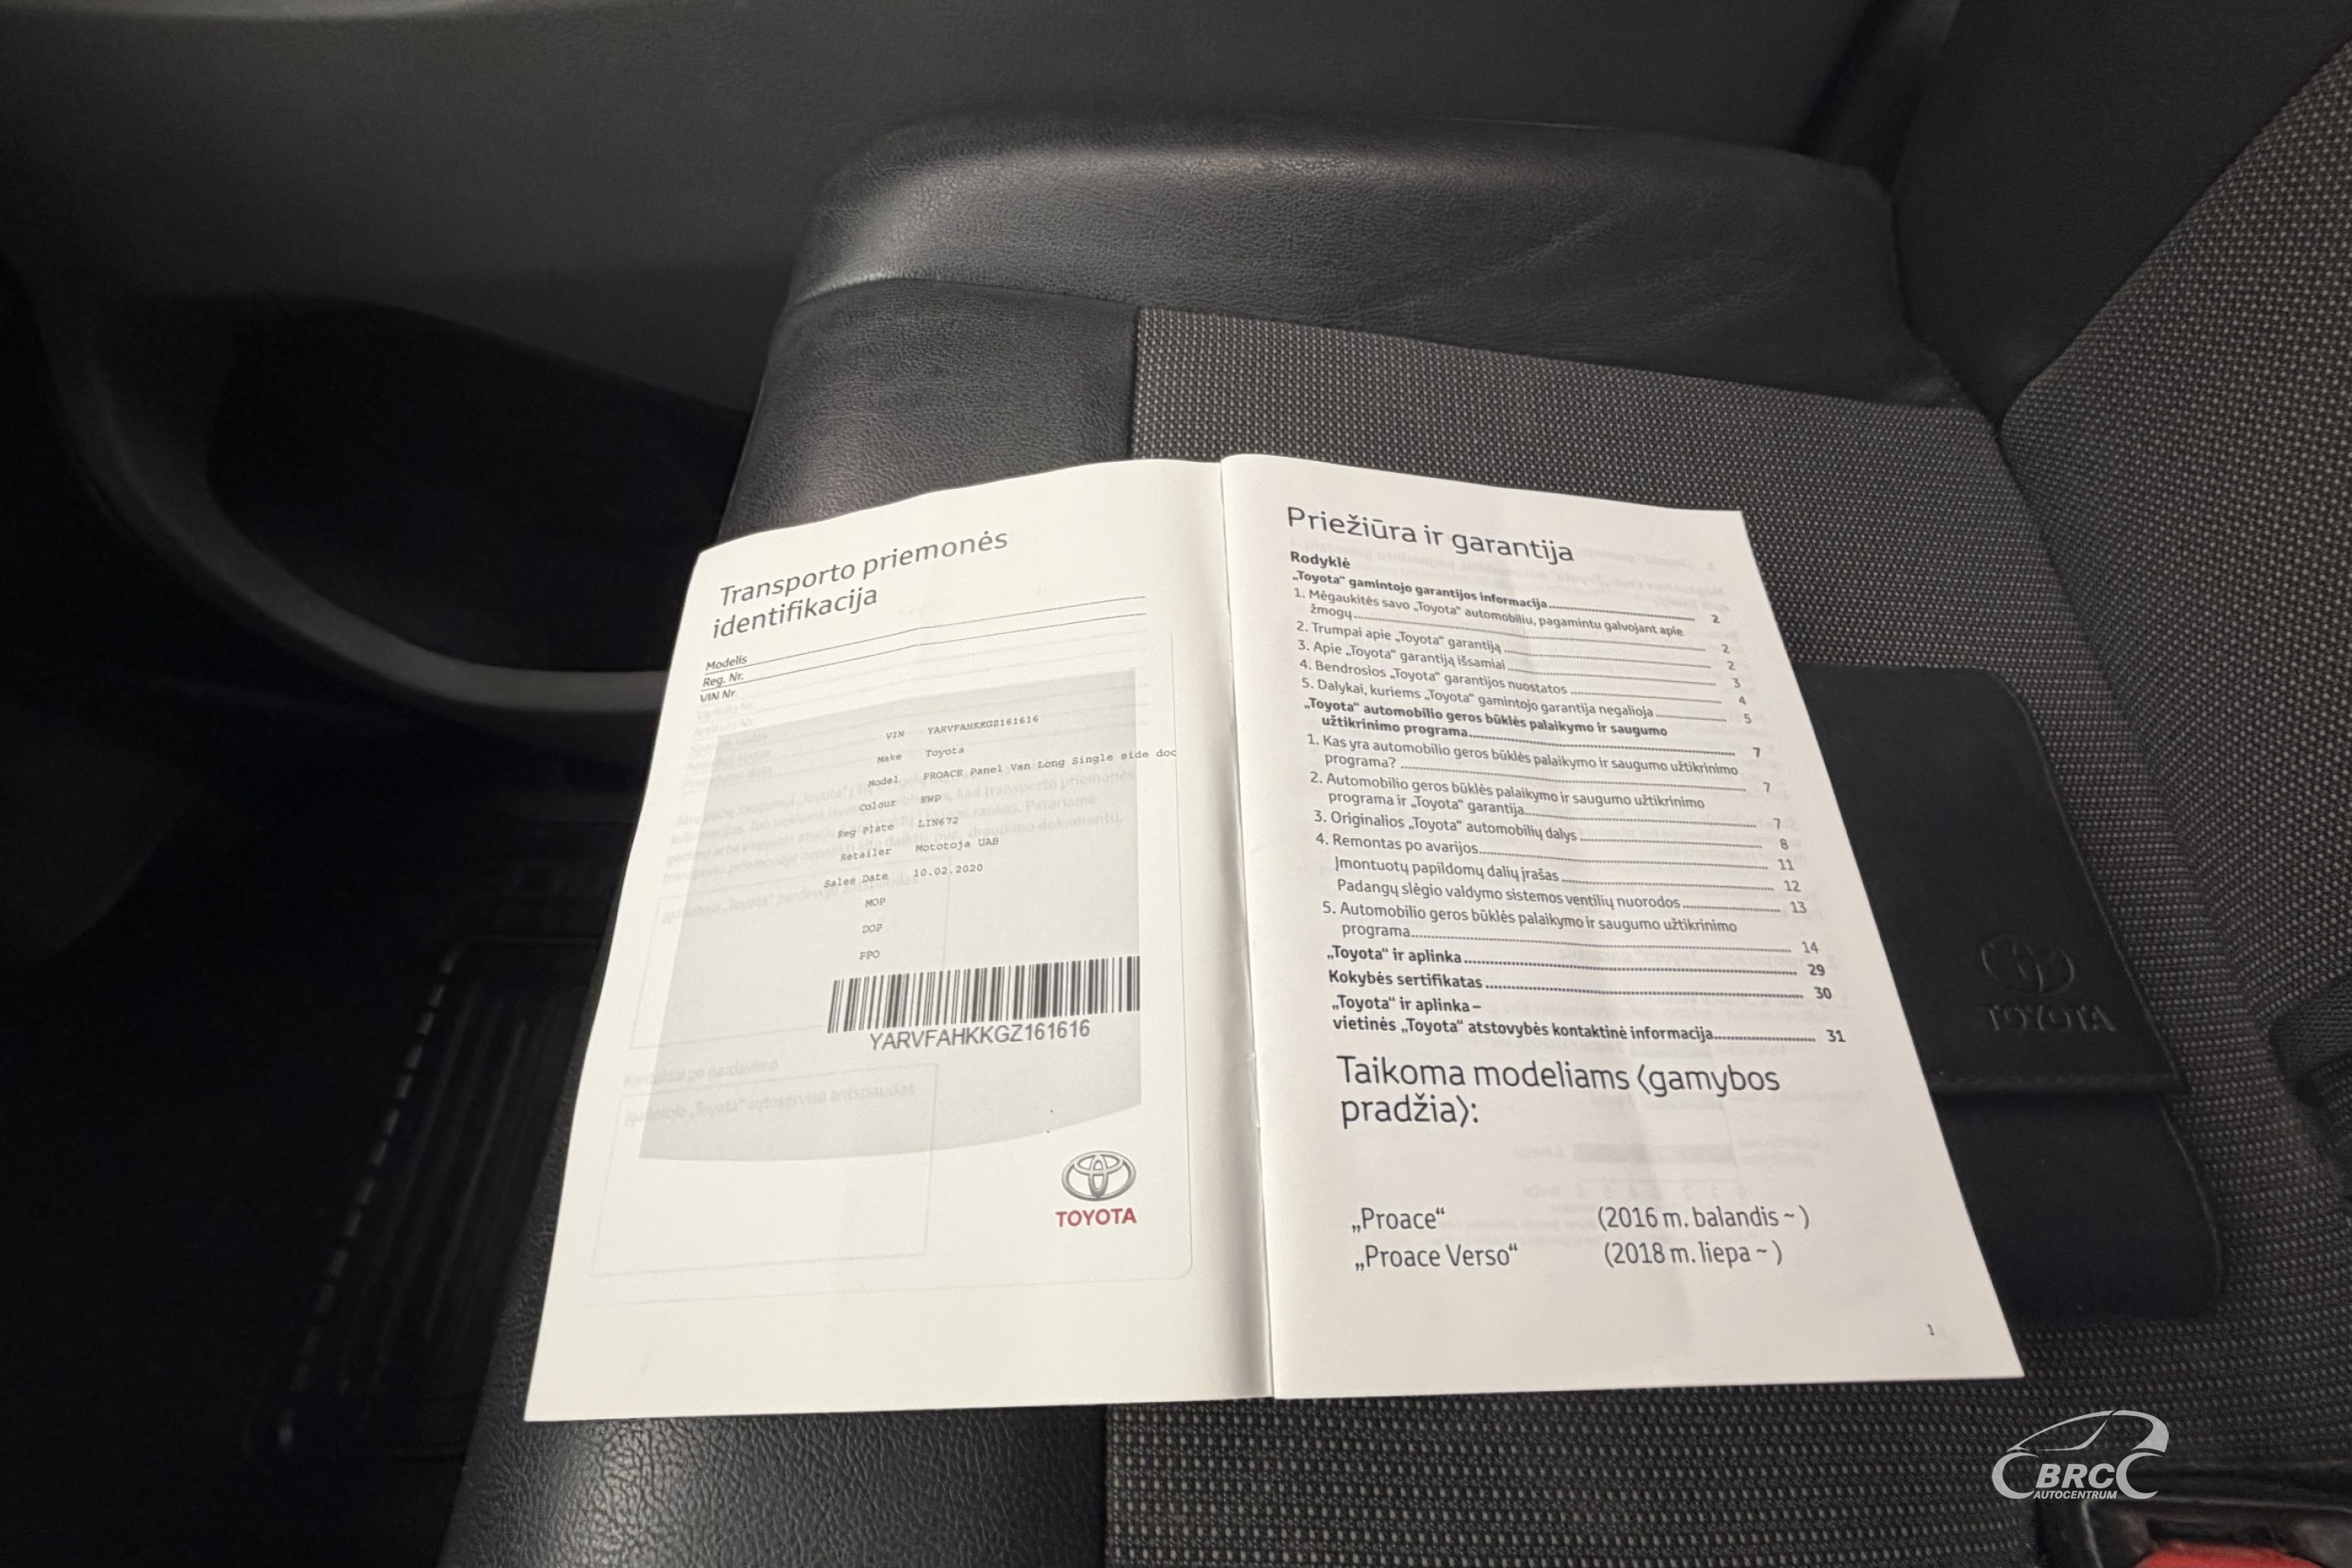 Transporto priemonės
identifikacija
Modelis
Reg. Nr.
VIN Nr.
VIN YARVFAHKKGZ161616
Make Toyota
Model PROACE Panel Van Long Single side doc
Colour EWP
Reg Plate LIN672
Retailer Mototoja UAB
Sales Date 10.02.2020
MOP
DOP
PPO
YARVFAHKKGZ161616
TOYOTA
Priežiūra ir garantija
Rodyklė
„Toyota“ gamintojo garantijos informacija 2
1. Mėgaukitės savo „Toyota“ automobiliu, pagamintu galvojant apie
žmogų 2
2. Trumpai apie „Toyota“ garantiją 2
3. Apie „Toyota“ garantiją išsamiai 3
4. Bendrosios „Toyota“ garantijos nuostatos 4
5. Dalykai, kuriems „Toyota“ gamintojo garantija negalioja 5
„Toyota“ automobilio geros būklės palaikymo ir saugumo
užtikrinimo programa 7
1. Kas yra automobilio geros būklės palaikymo ir saugumo užtikrinimo
programa? 7
2. Automobilio geros būklės palaikymo ir saugumo užtikrinimo
programa ir „Toyota“ garantija 7
3. Originalios „Toyota“ automobilių dalys 8
4. Remontas po avarijos 11
Įmontuotų papildomų dalių įrašas 12
Padangų slėgio valdymo sistemos ventilių nuorodos 13
5. Automobilio geros būklės palaikymo ir saugumo užtikrinimo
programa 14
„Toyota“ ir aplinka 29
Kokybės sertifikatas 30
„Toyota“ ir aplinka –
vietinės „Toyota“ atstovybės kontaktinė informacija 31
Taikoma modeliams (gamybos
pradžia):
„Proace“ (2016 m. balandis ~ )
„Proace Verso“ (2018 m. liepa ~ )
1
TOYOTA
BRC
AUTOCENTRUM